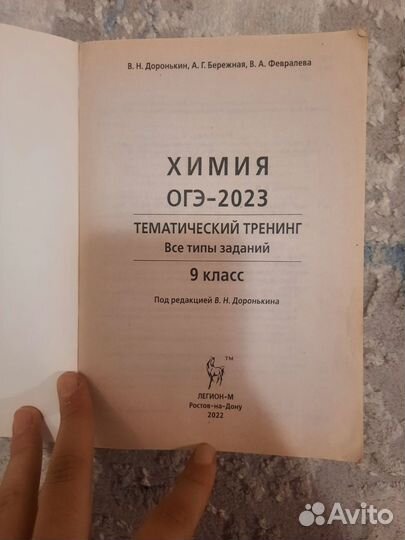 В. Н. Доронькин, А. Г. Бережная, В. А. Февралева
ХИМИЯ
ОГЭ-2023
ТЕМАТИЧЕСКИЙ ТРЕНИНГ
Все типы заданий
9 класс
Под редакцией В. Н. Доронькина
TM
ЛЕГИОН-М
Ростов-на-Дону
2022
Avito